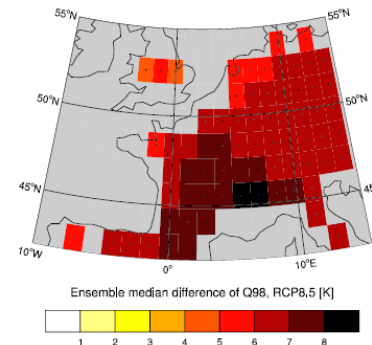 55°N 55°N
50°N 50°N
45°N 45
10°W 0° 10°E
Ensemble median difference of Q98, RCP8.5 [K]
1 2 3 4 5 6 7 8